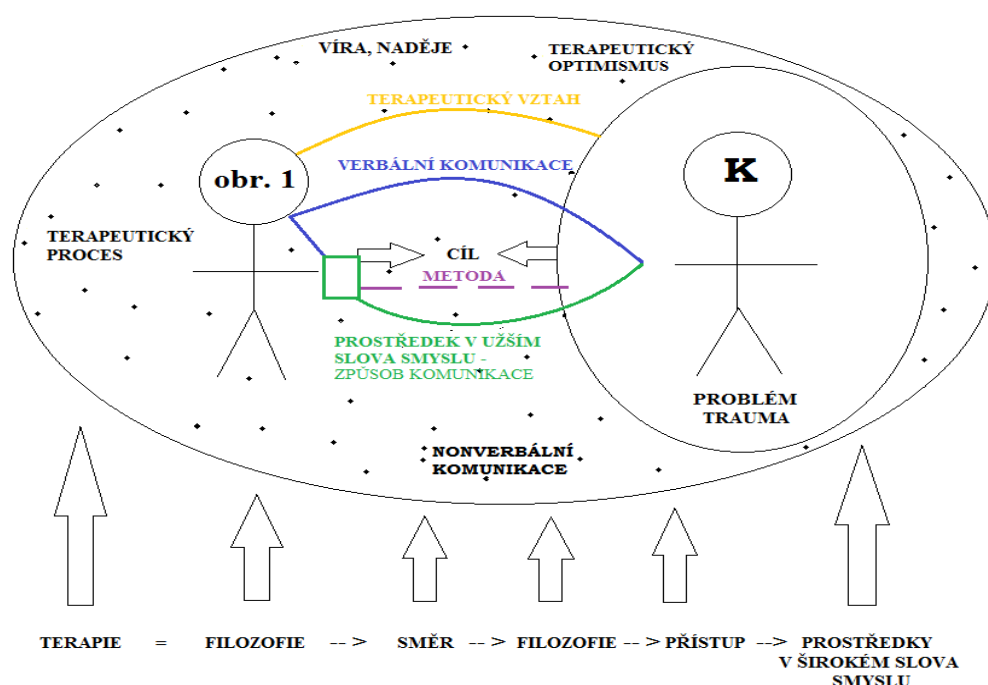 VÍRA, NADĚJE
TERAPEUTICKÝ
OPTIMISMUS
TERAPEUTICKÝ VZTAH
VERBÁLNÍ KOMUNIKACE
obr. 1
K
TERAPEUTICKÝ
PROCES
CÍL
METODA
PROSTŘEDEK V UŽŠÍM
SLOVA SMYSLU -
ZPŮSOB KOMUNIKACE
PROBLÉM
TRAUMA
NONVERBÁLNÍ
KOMUNIKACE
TERAPIE = FILOZOFIE -- > SMĚR -- > FILOZOFIE -- > PŘÍSTUP --> PROSTŘEDKY
V ŠIROKÉM SLOVA
SMYSLU